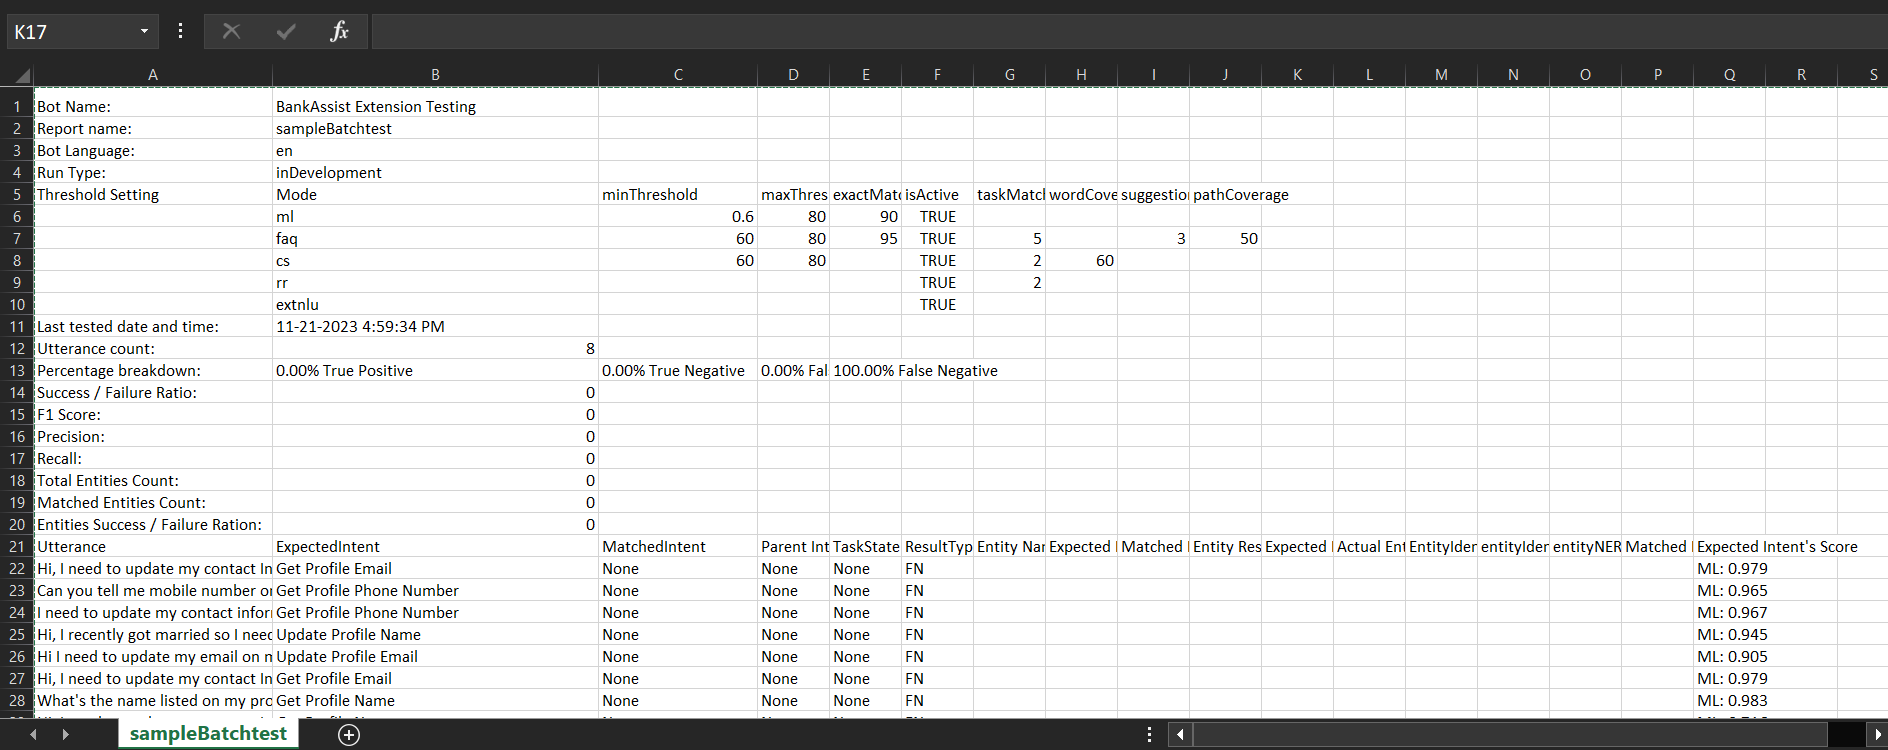 K17 fx
A B C D E F G H I J K L M N O P Q R S
1 Bot Name: BankAssist Extension Testing
2 Report name: sampleBatchtest
3 Bot Language: en
4 Run Type: inDevelopment
5 Threshold Setting Mode minThreshold maxThres exactMatc isActive taskMatch wordCove suggestion pathCoverage
6 ml 0.6 80 90 TRUE
7 faq 60 80 95 TRUE 5 3 50
8 cs 60 80 TRUE 2 60
9 rr TRUE 2
10 extnlu TRUE
11 Last tested date and time: 11-21-2023 4:59:34 PM
12 Utterance count: 8
13 Percentage breakdown: 0.00% True Positive 0.00% True Negative 0.00% Fal 100.00% False Negative
14 Success / Failure Ratio: 0
15 F1 Score: 0
16 Precision: 0
17 Recall: 0
18 Total Entities Count: 0
19 Matched Entities Count: 0
20 Entities Success / Failure Ration: 0
21 Utterance ExpectedIntent MatchedIntent Parent Int TaskState ResultTyp Entity Nar Expected Matched Entity Res Expected Actual Ent EntityIder entityIder entityNER Matched Expected Intent's Score
22 Hi, I need to update my contact In Get Profile Email None None None FN ML: 0.979
23 Can you tell me mobile number or Get Profile Phone Number None None None FN ML: 0.965
24 I need to update my contact infor Get Profile Phone Number None None None FN ML: 0.967
25 Hi, I recently got married so I need Update Profile Name None None None FN ML: 0.945
26 Hi I need to update my email on m Update Profile Email None None None FN ML: 0.905
27 Hi, I need to update my contact In Get Profile Email None None None FN ML: 0.979
28 What's the name listed on my pro Get Profile Name None None None FN ML: 0.983
sampleBatchtest